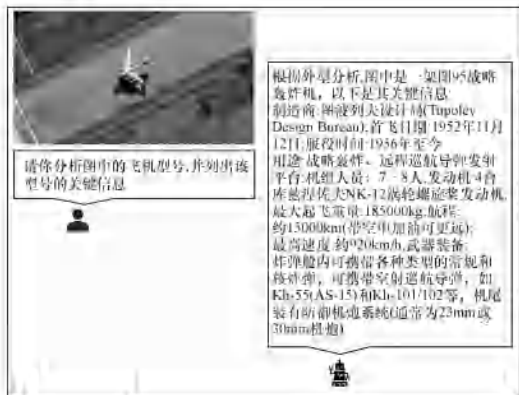 请你分析图中的飞机型号,并列出该
型号的关键信息
根据外型分析,图中是一架图95战略
轰炸机，以下是其关键信息
制造商:图波列夫设计局(Tupolev
Design Bureau);首飞日期:1952年11月
12日;服役时间:1956年至今
用途:战略轰炸、远程巡航导弹发射
平台;机组人员：7-8人,发动机:4台
库兹涅佐夫NK-12涡轮螺旋桨发动机,
最大起飞重量:185000kg,航程:
约15000km(带空中加油可更远);
最高速度:约920km/h,武器装备:
炸弹舱内可携带各种类型的常规和
核炸弹，可携带空射巡航导弹，如
Kh-55(AS-15)和Kh-101/102等，机尾
装有防御机炮系统(通常为23mm或
30mm机炮)